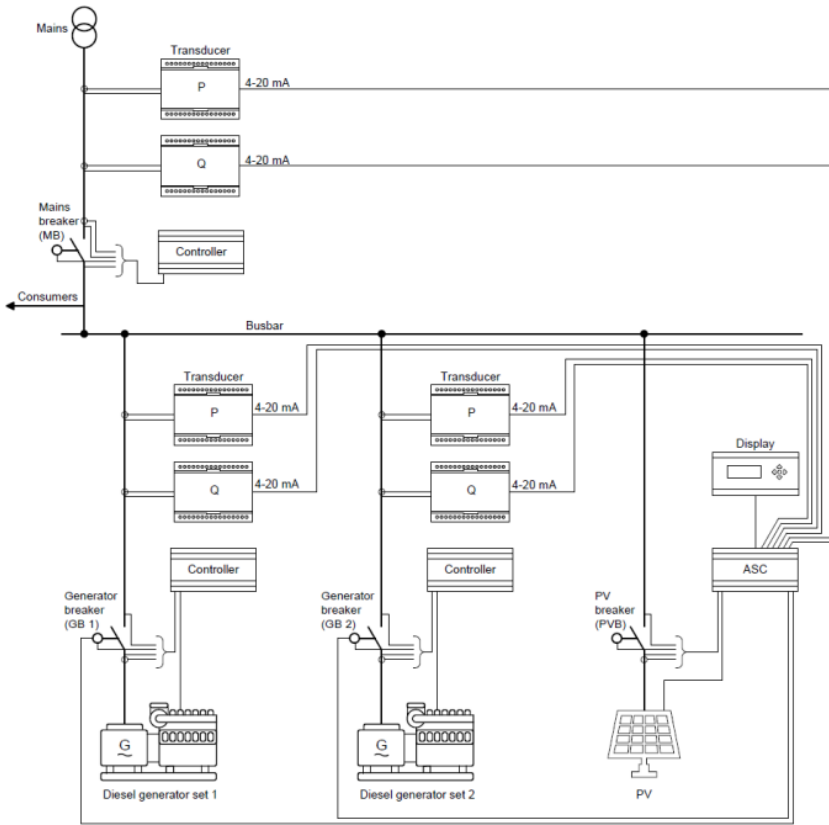 Mains
Transducer
P
4-20 mA
Q
4-20 mA
Mains
breaker
(MB)
Controller
Consumers
Busbar
Transducer
P
4-20 mA
Q
4-20 mA
Transducer
P
4-20 mA
Q
4-20 mA
Display
Controller
Controller
ASC
Generator
breaker
(GB 1)
Generator
breaker
(GB 2)
PV
breaker
(PVB)
G
~
G
~
Diesel generator set 1
Diesel generator set 2
PV